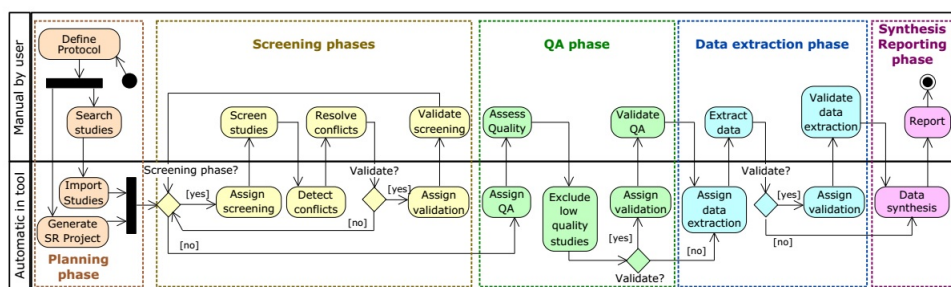 Manual by user
Automatic in tool
Define
Protocol
Search
studies
Import
Studies
Generate
SR Project
Planning
phase
Screening phases
Screen
studies
Resolve
conflicts
Validate
screening
Screening phase?
[yes]
Assign
screening
Detect
conflicts
Validate?
[yes]
Assign
validation
[no]
[no]
QA phase
Assess
Quality
Validate
QA
Assign
QA
Exclude
low
quality
studies
Assign
validation
[yes]
Validate?
[no]
Data extraction phase
Extract
data
Validate
data
extraction
Assign
data
extraction
Validate?
[yes]
Assign
validation
[no]
Synthesis
Reporting
phase
Report
Data
synthesis